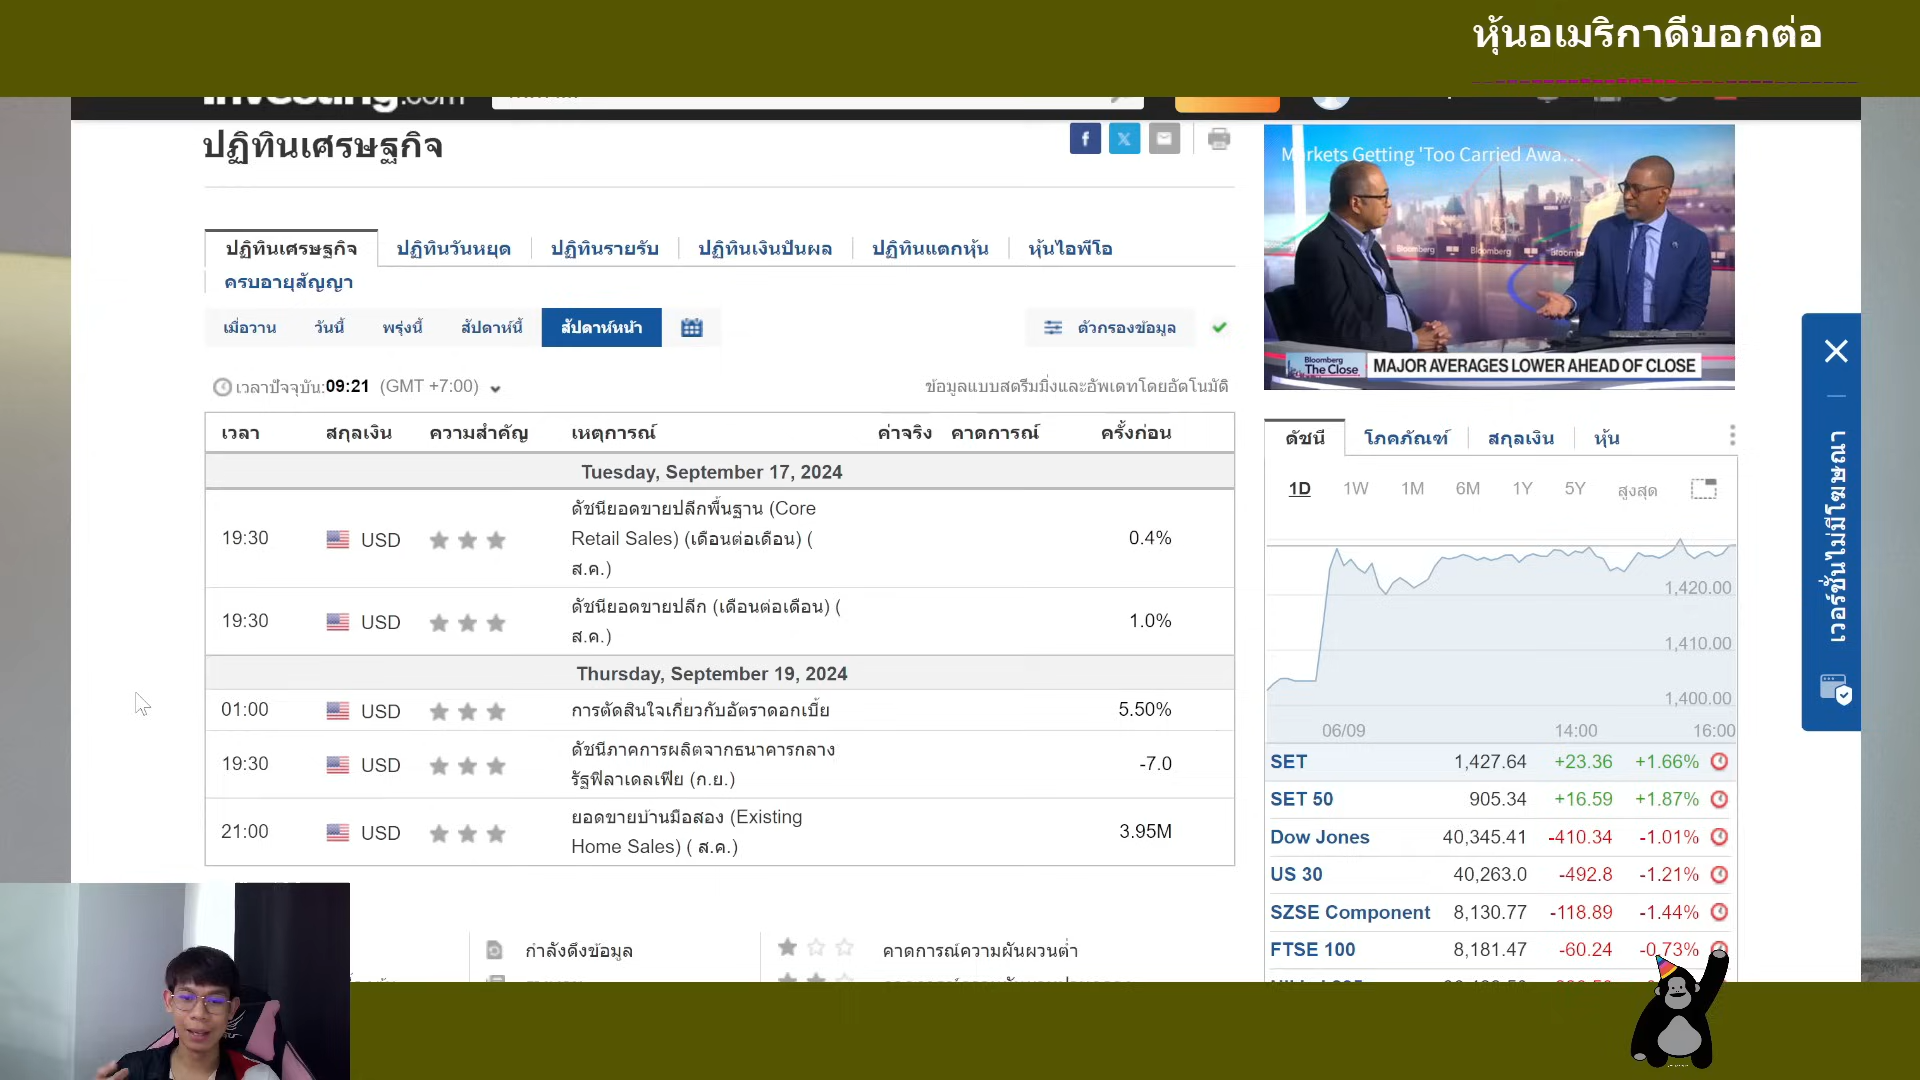 หุ้นอเมริกาดีบอกต่อ
Investing.com
ปฏิทินเศรษฐกิจ
Markets Getting 'Too Carried Awa...
ปฏิทินเศรษฐกิจ ปฏิทินวันหยุด ปฏิทินรายรับ ปฏิทินเงินปันผล ปฏิทินแตกหุ้น หุ้นไอพีโอ
ครบอายุสัญญา
เมื่อวาน วันนี้ พรุ่งนี้ สัปดาห์นี้ สัปดาห์หน้า ตัวกรองข้อมูล
Bloomberg The Close MAJOR AVERAGES LOWER AHEAD OF CLOSE
เวลาปัจจุบัน:09:21 (GMT +7:00) ข้อมูลแบบสตรีมมิ่งและอัพเดทโดยอัตโนมัติ
เวลา สกุลเงิน ความสำคัญ เหตุการณ์ ค่าจริง คาดการณ์ ครั้งก่อน
Tuesday, September 17, 2024
19:30 USD ดัชนียอดขายปลีกพื้นฐาน (Core
Retail Sales) (เดือนต่อเดือน) ( 0.4%
ส.ค.)
19:30 USD ดัชนียอดขายปลีก (เดือนต่อเดือน) ( 1.0%
ส.ค.)
Thursday, September 19, 2024
01:00 USD การตัดสินใจเกี่ยวกับอัตราดอกเบี้ย 5.50%
19:30 USD ดัชนีภาคการผลิตจากธนาคารกลาง -7.0
รัฐฟิลาเดลเฟีย (ก.ย.)
21:00 USD ยอดขายบ้านมือสอง (Existing 3.95M
Home Sales) ( ส.ค.)
กำลังดึงข้อมูล คาดการณ์ความผันผวนต่ำ
ดัชนี โภคภัณฑ์ สกุลเงิน หุ้น
1D 1W 1M 6M 1Y 5Y สูงสุด
1,420.00
1,410.00
1,400.00
06/09 14:00 16:00
SET 1,427.64 +23.36 +1.66%
SET 50 905.34 +16.59 +1.87%
Dow Jones 40,345.41 -410.34 -1.01%
US 30 40,263.0 -492.8 -1.21%
SZSE Component 8,130.77 -118.89 -1.44%
FTSE 100 8,181.47 -60.24 -0.73%
เวอร์ชั่นไม่มีโฆษณา